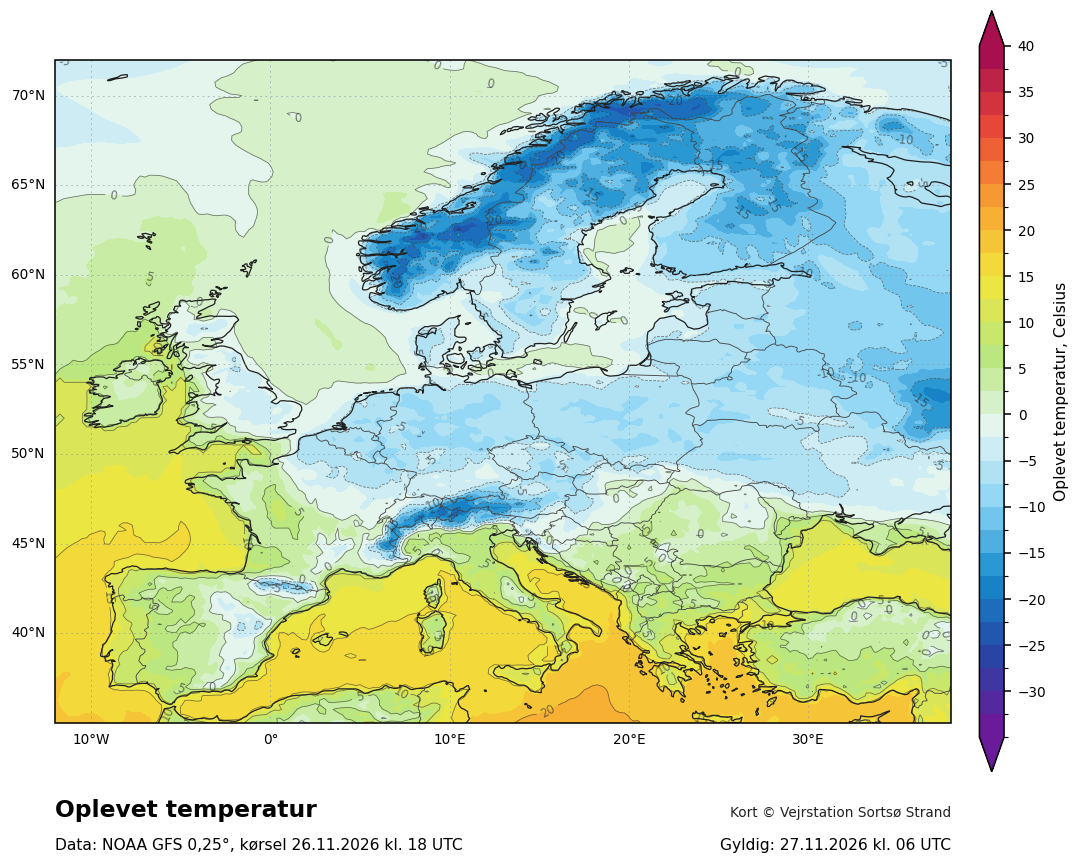 70°N
65°N
60°N
55°N
50°N
45°N
40°N
10°W
0°
10°E
20°E
30°E
40
35
30
25
20
15
10
5
0
−5
−10
−15
−20
−25
−30
Oplevet temperatur, Celsius
Oplevet temperatur
Kort © Vejrstation Sortsø Strand
Data: NOAA GFS 0,25°, kørsel 26.11.2026 kl. 18 UTC
Gyldig: 27.11.2026 kl. 06 UTC